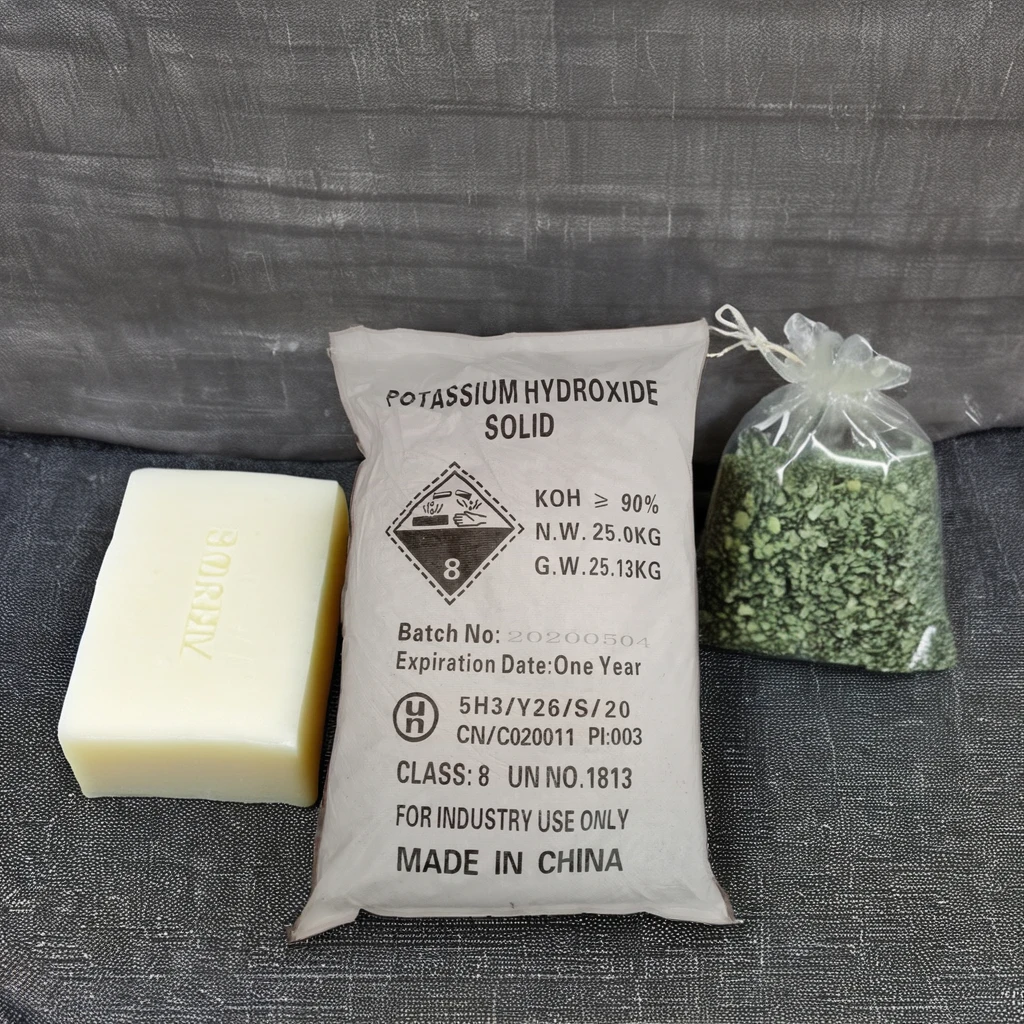 POTASSIUM HYDROXIDE
SOLID
KOH ≥ 90%
N.W. 25.0KG
G.W.25.13KG
8
Batch No: 20200504
Expiration Date:One Year
un
5H3/Y26/S/20
CN/C020011 PI:003
CLASS: 8 UN NO.1813
FOR INDUSTRY USE ONLY
MADE IN CHINA